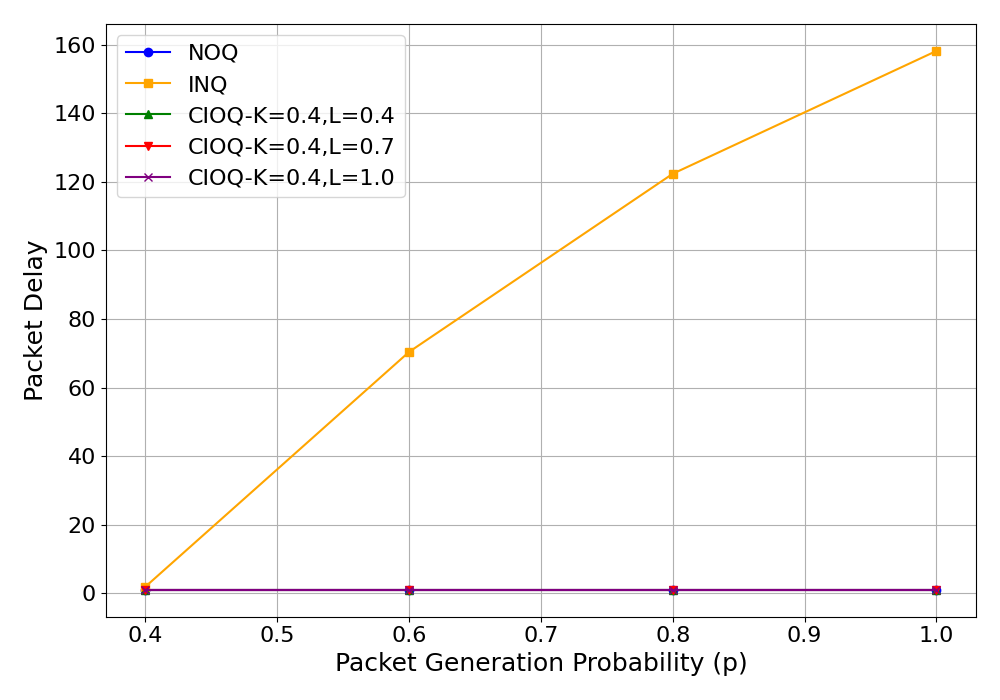 NOQ
INQ
CIOQ-K=0.4,L=0.4
CIOQ-K=0.4,L=0.7
CIOQ-K=0.4,L=1.0
160
140
120
100
80
60
40
20
0
Packet Delay
0.4 0.5 0.6 0.7 0.8 0.9 1.0
Packet Generation Probability (p)